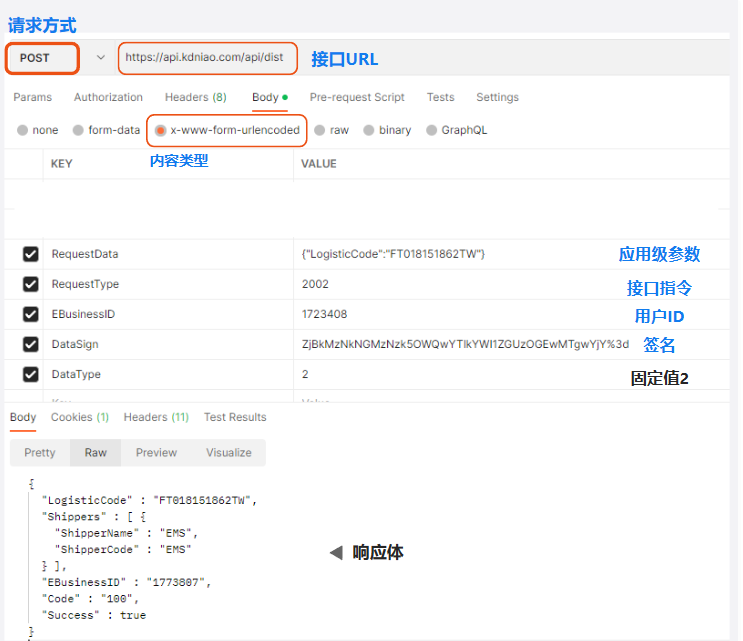 请求方式
POST https://api.kdniao.com/api/dist 接口URL
Params Authorization Headers (8) Body Pre-request Script Tests Settings
none form-data x-www-form-urlencoded raw binary GraphQL
内容类型
KEY VALUE
RequestData {"LogisticCode":"FT018151862TW"} 应用级参数
RequestType 2002 接口指令
EBusinessID 1723408 用户ID
DataSign ZjBkMzNkNGMzNzk5OWQwYTlkYWI1ZGUzOGEwMTgwYjY%3d 签名
DataType 2 固定值2
Body Cookies (1) Headers (11) Test Results
Pretty Raw Preview Visualize
{
"LogisticCode" : "FT018151862TW",
"Shippers" : [ {
"ShipperName" : "EMS",
"ShipperCode" : "EMS"
} ],
"EBusinessID" : "1773807",
"Code" : "100",
"Success" : true
}
响应体